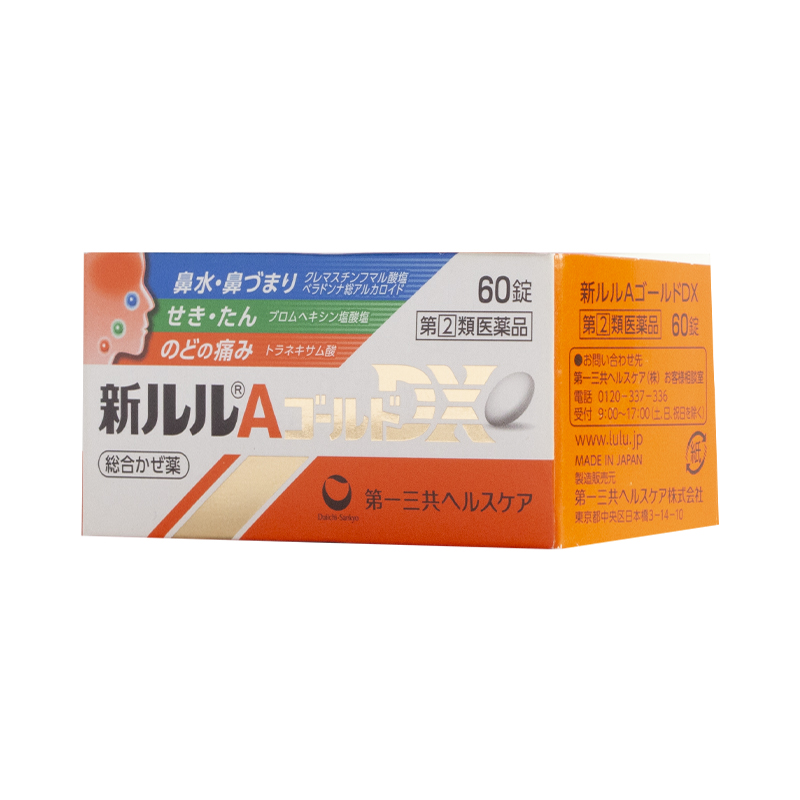 鼻水・鼻づまり クレマスチンフマル酸塩
ベラドンナ総アルカロイド
せき・たん ブロムヘキシン塩酸塩
のどの痛み トラネキサム酸
60錠
指定②類医薬品
新ルル®AゴールドDX
総合かぜ薬
Daiichi-Sankyo
第一三共ヘルスケア
新ルルAゴールドDX
指②類医薬品 60錠
●お問い合わせ先
第一三共ヘルスケア(株) お客様相談室
電話 0120-337-336
受付 9:00~17:00(土、日、祝日を除く)
www.lulu.jp
MADE IN JAPAN
紙
製造販売元
第一三共ヘルスケア株式会社
東京都中央区日本橋3-14-10